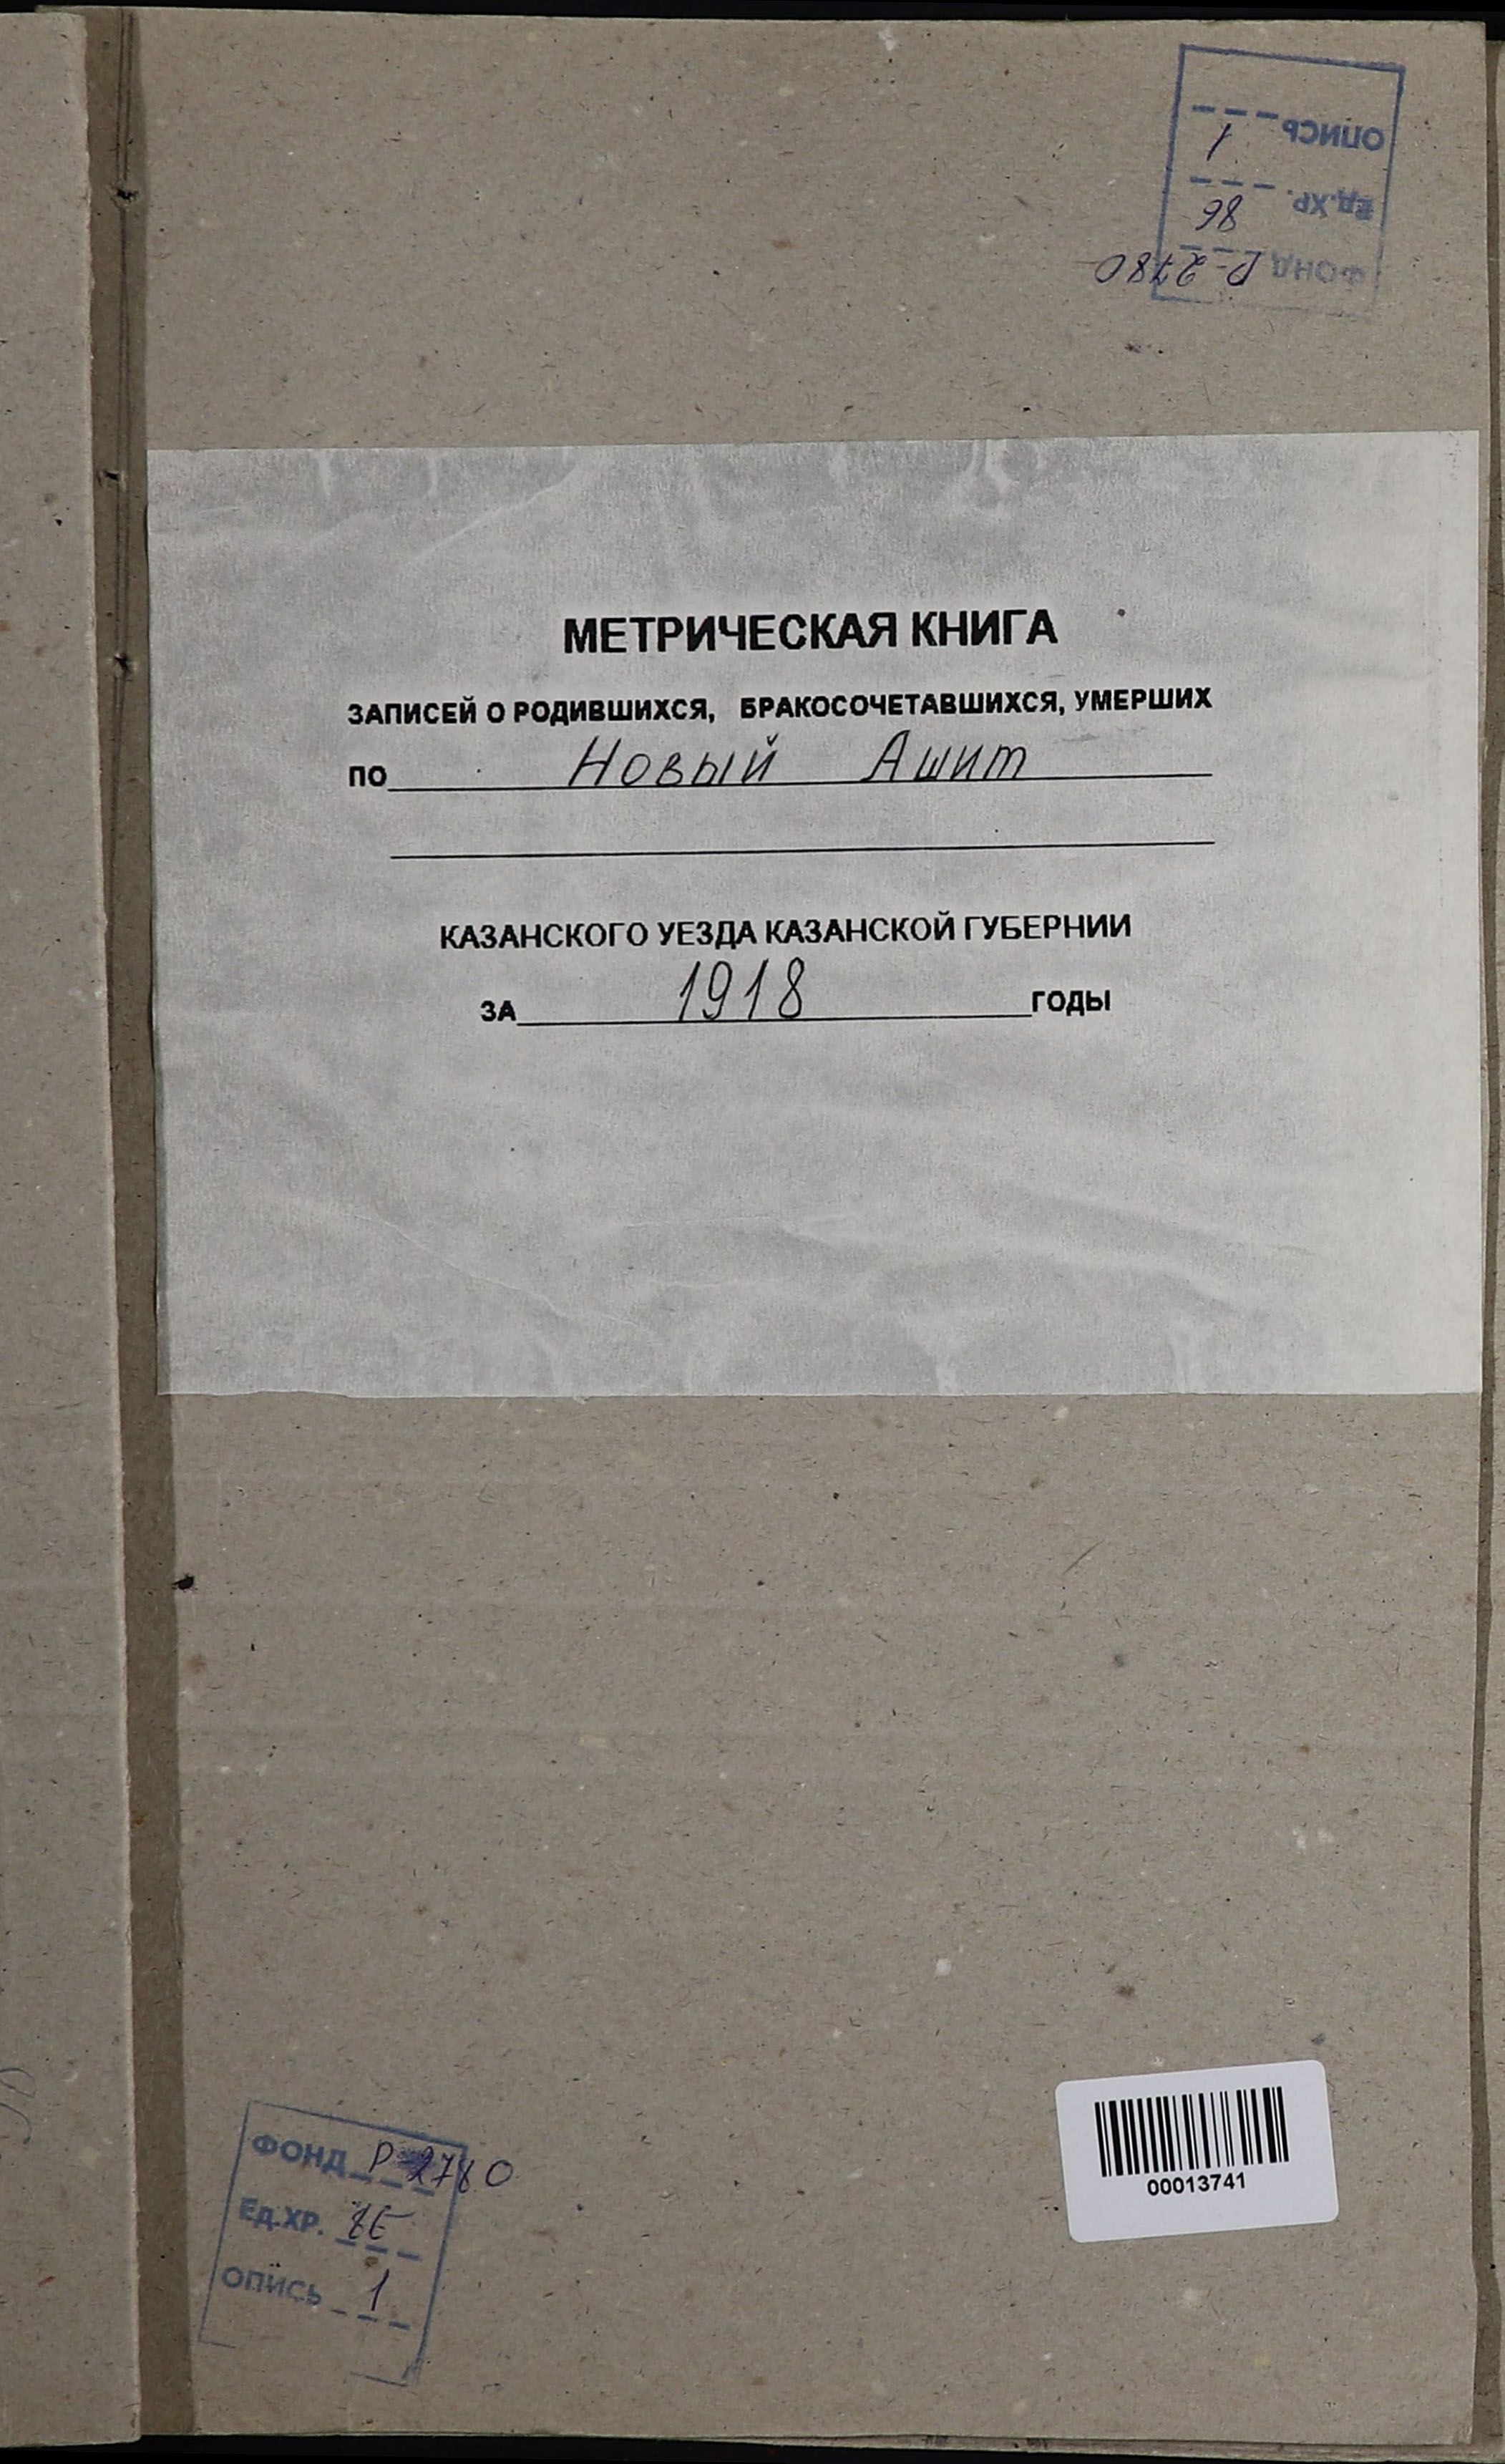 ФОНД Р-2780
ЕД.ХР. 86
ОПИСЬ 1
МЕТРИЧЕСКАЯ КНИГА
ЗАПИСЕЙ О РОДИВШИХСЯ, БРАКОСОЧЕТАВШИХСЯ, УМЕРШИХ
ПО Новый Ашит
КАЗАНСКОГО УЕЗДА КАЗАНСКОЙ ГУБЕРНИИ
ЗА 1918 ГОДЫ
ФОНД Р-2780
ЕД.ХР. 86
ОПИСЬ 1
00013741